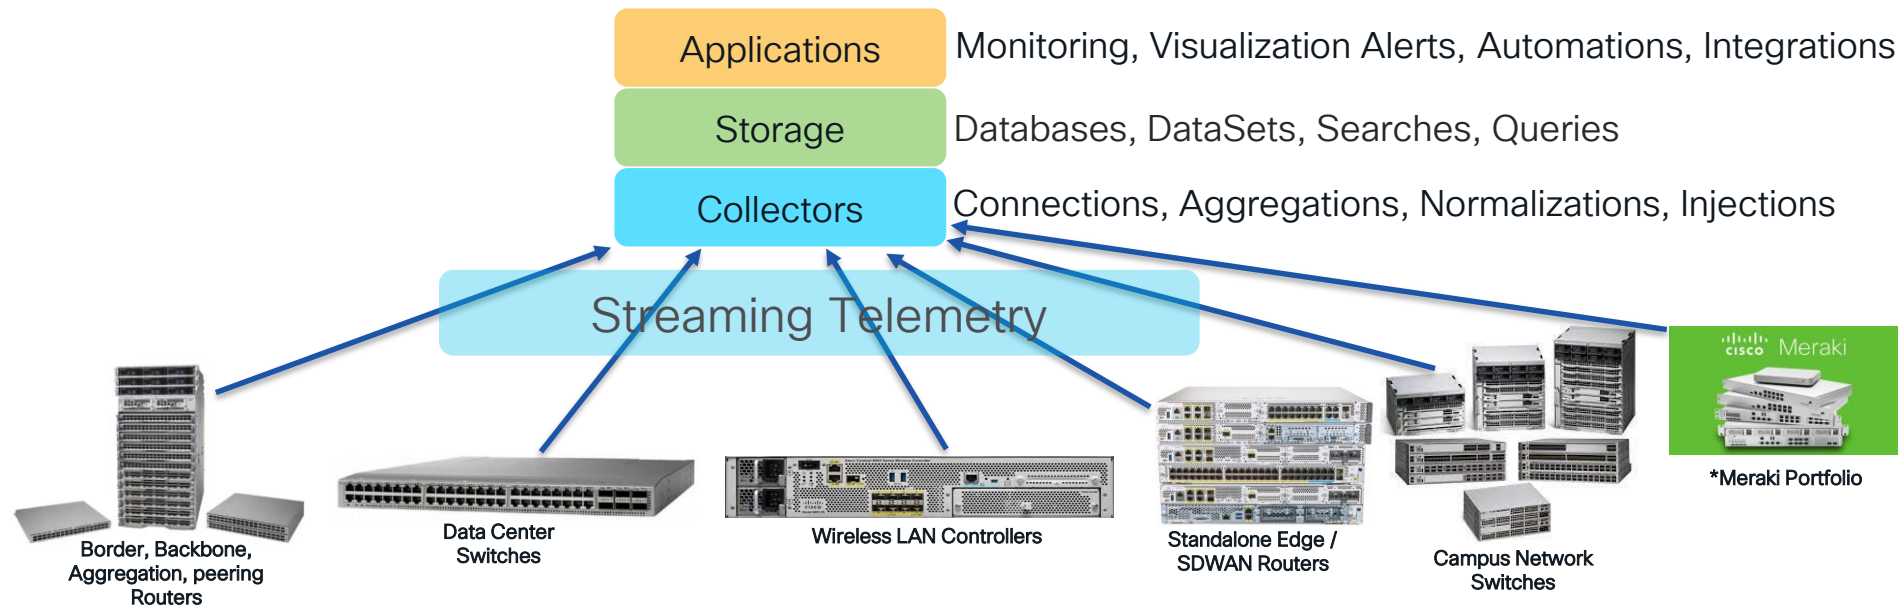 Applications
Monitoring, Visualization Alerts, Automations, Integrations
Storage
Databases, DataSets, Searches, Queries
Collectors
Connections, Aggregations, Normalizations, Injections
Streaming Telemetry
CISCO Meraki
*Meraki Portfolio
Border, Backbone,
Aggregation, peering
Routers
Data Center
Switches
Wireless LAN Controllers
Standalone Edge /
SDWAN Routers
Campus Network
Switches